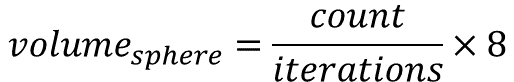 volume_sphere = count/iterations × 8